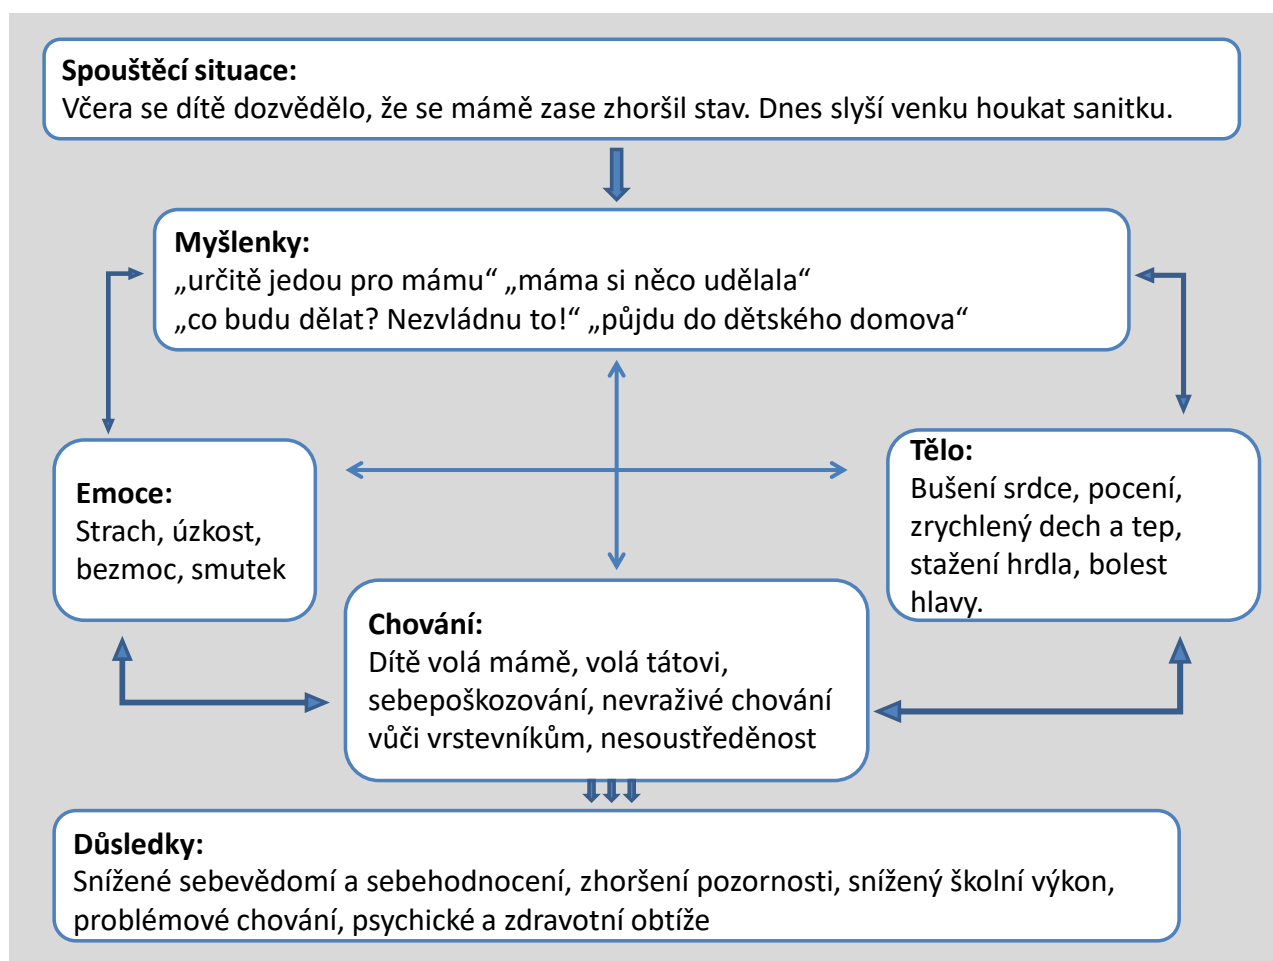 Spouštěcí situace:
Včera se dítě dozvědělo, že se mámě zase zhoršil stav. Dnes slyší venku houkat sanitku.
Myšlenky:
„určitě jedou pro mámu“ „máma si něco udělala“
„co budu dělat? Nezvládnu to!“ „půjdu do dětského domova“
Emoce:
Strach, úzkost,
bezmoc, smutek
Tělo:
Bušení srdce, pocení,
zrychlený dech a tep,
stažení hrdla, bolest
hlavy.
Chování:
Dítě volá mámě, volá tátovi,
sebepoškozování, nevraživé chování
vůči vrstevníkům, nesoustředěnost
Důsledky:
Snížené sebevědomí a sebehodnocení, zhoršení pozornosti, snížený školní výkon,
problémové chování, psychické a zdravotní obtíže